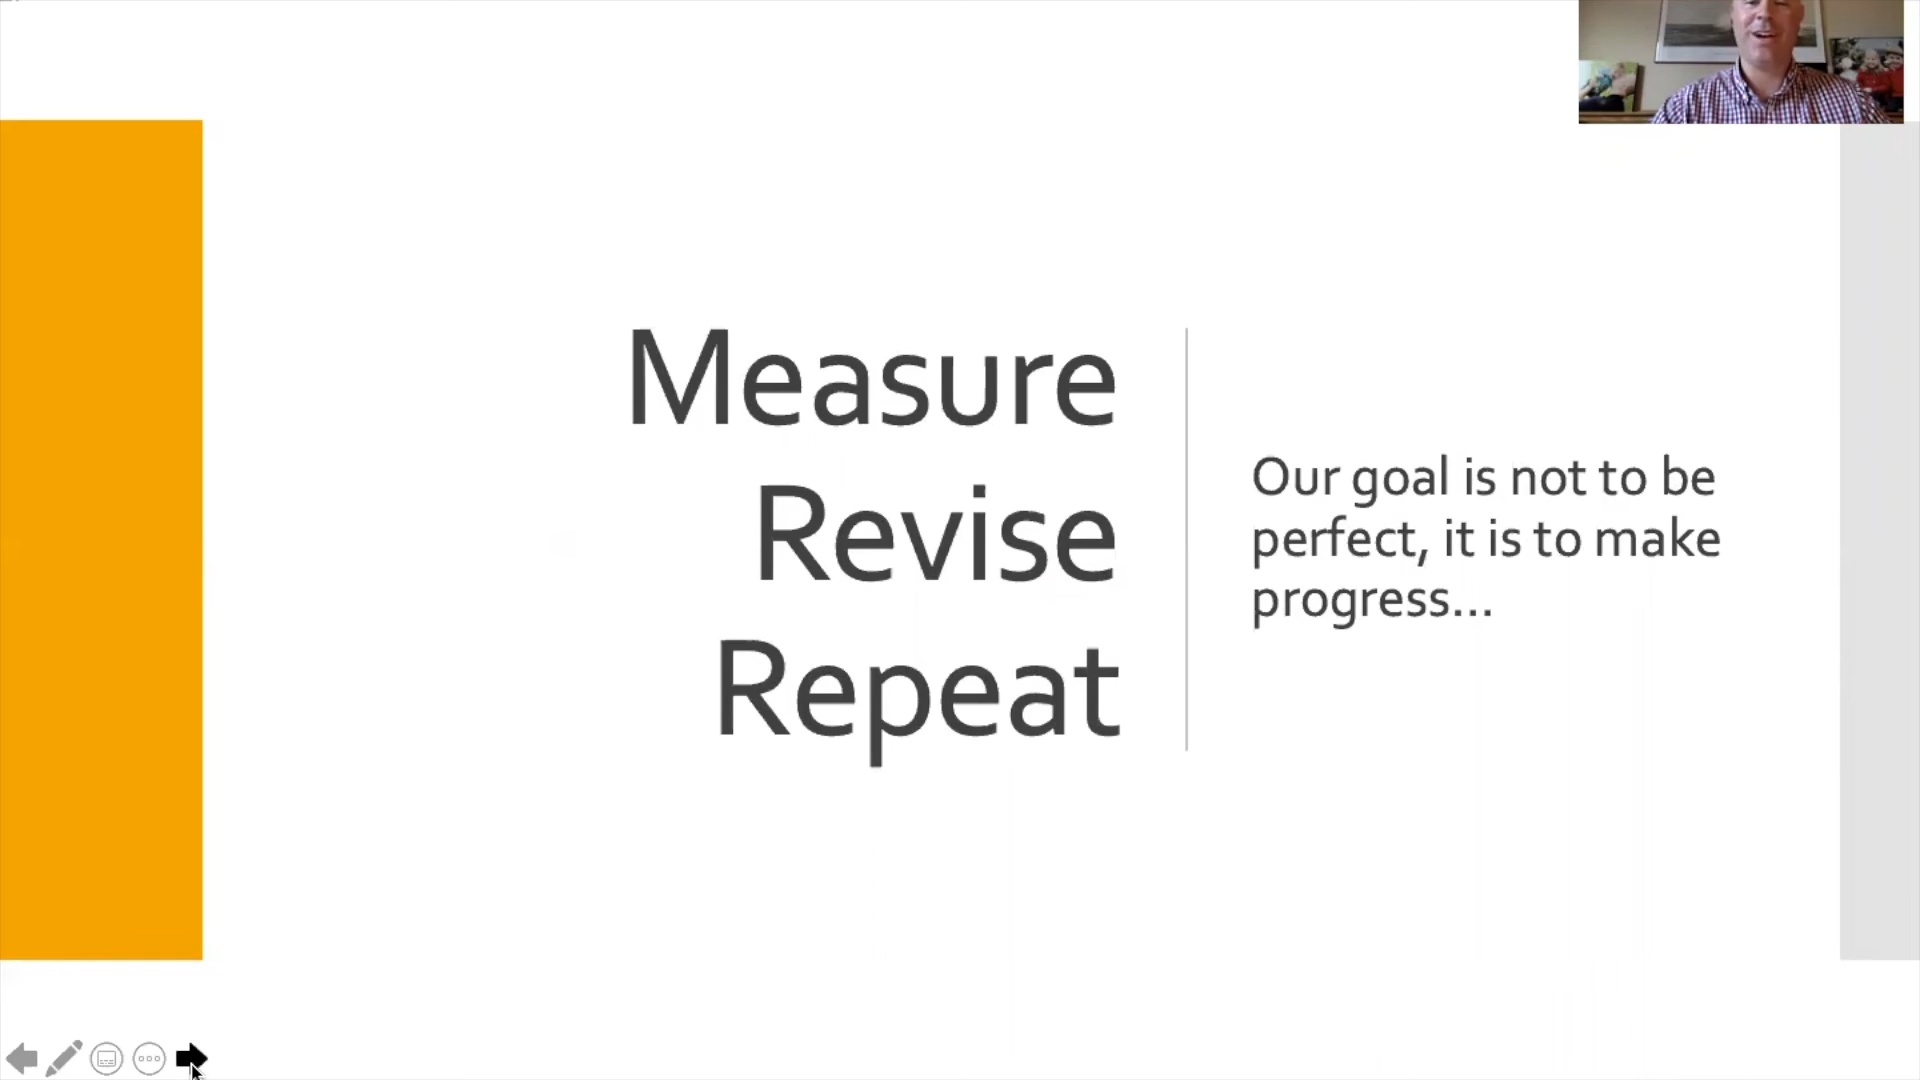 Measure
Revise
Repeat
Our goal is not to be
perfect, it is to make
progress...